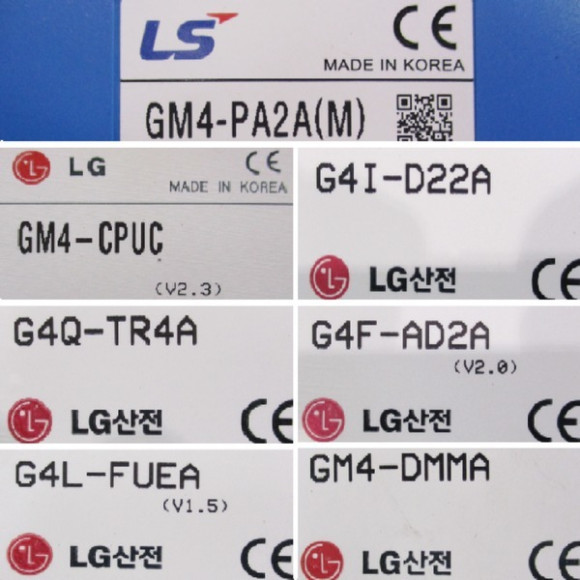 LS CE
MADE IN KOREA
GM4-PA2A(M)
LG CE
MADE IN KOREA
GM4-CPUC
(V2.3)
G4I-D22A
LG산전 CE
G4Q-TR4A
LG산전 CE
G4F-AD2A
(V2.0)
LG산전 CE
G4L-FUEA
(V1.5)
LG산전 CE
GM4-DMMA
LG산전 CE